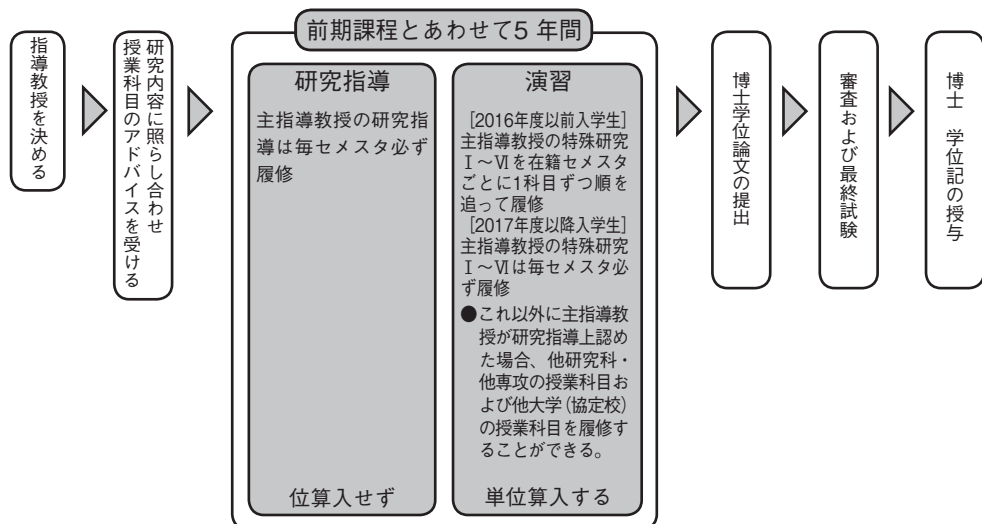 指導教授を決める
研究内容に照らし合わせ
授業科目のアドバイスを受ける
前期課程とあわせて5年間
研究指導
主指導教授の研究指
導は毎セメスタ必ず
履修
位算入せず
演習
[2016年度以前入学生]
主指導教授の特殊研究
Ⅰ〜Ⅵを在籍セメスタ
ごとに1科目ずつ順を
追って履修
[2017年度以降入学生]
主指導教授の特殊研究
Ⅰ〜Ⅵは毎セメスタ必
ず履修
●これ以外に主指導教
授が研究指導上認め
た場合、他研究科・
他専攻の授業科目お
よび他大学(協定校)
の授業科目を履修す
ることができる。
単位算入する
博士学位論文の提出
審査および最終試験
博士 学位記の授与